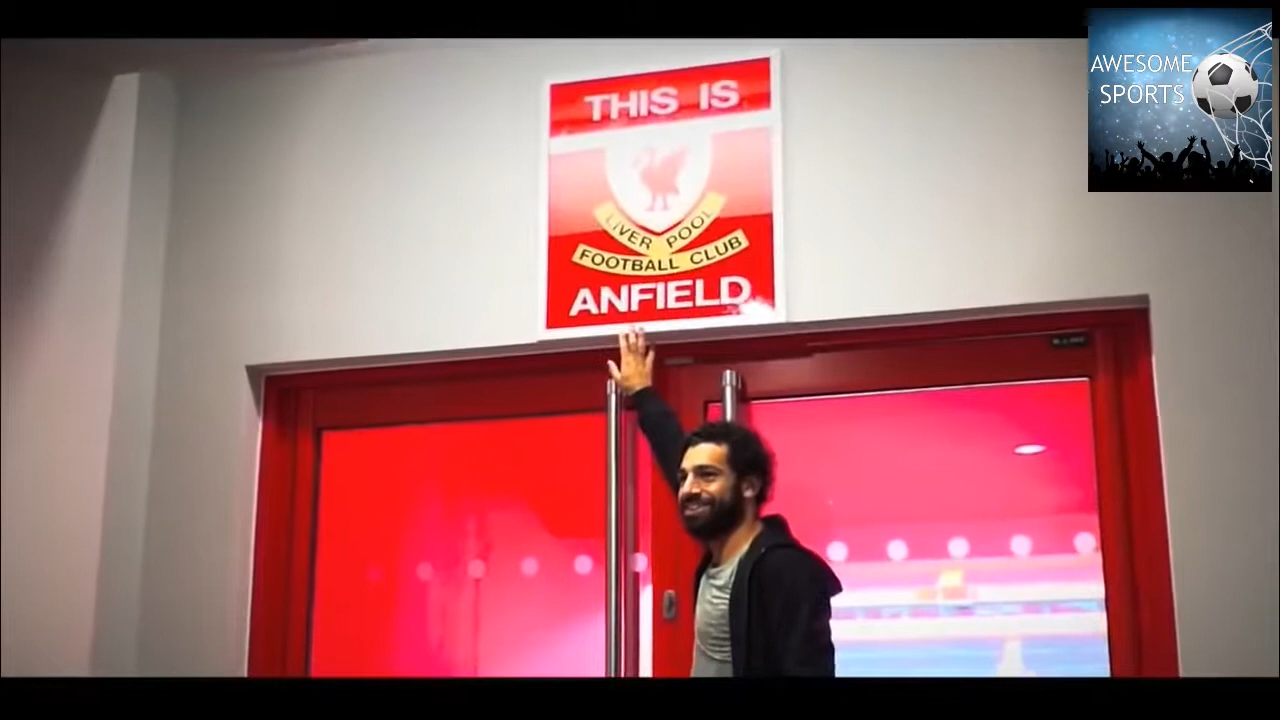 THIS IS
LIVER POOL
FOOTBALL CLUB
ANFIELD
AWESOME
SPORTS